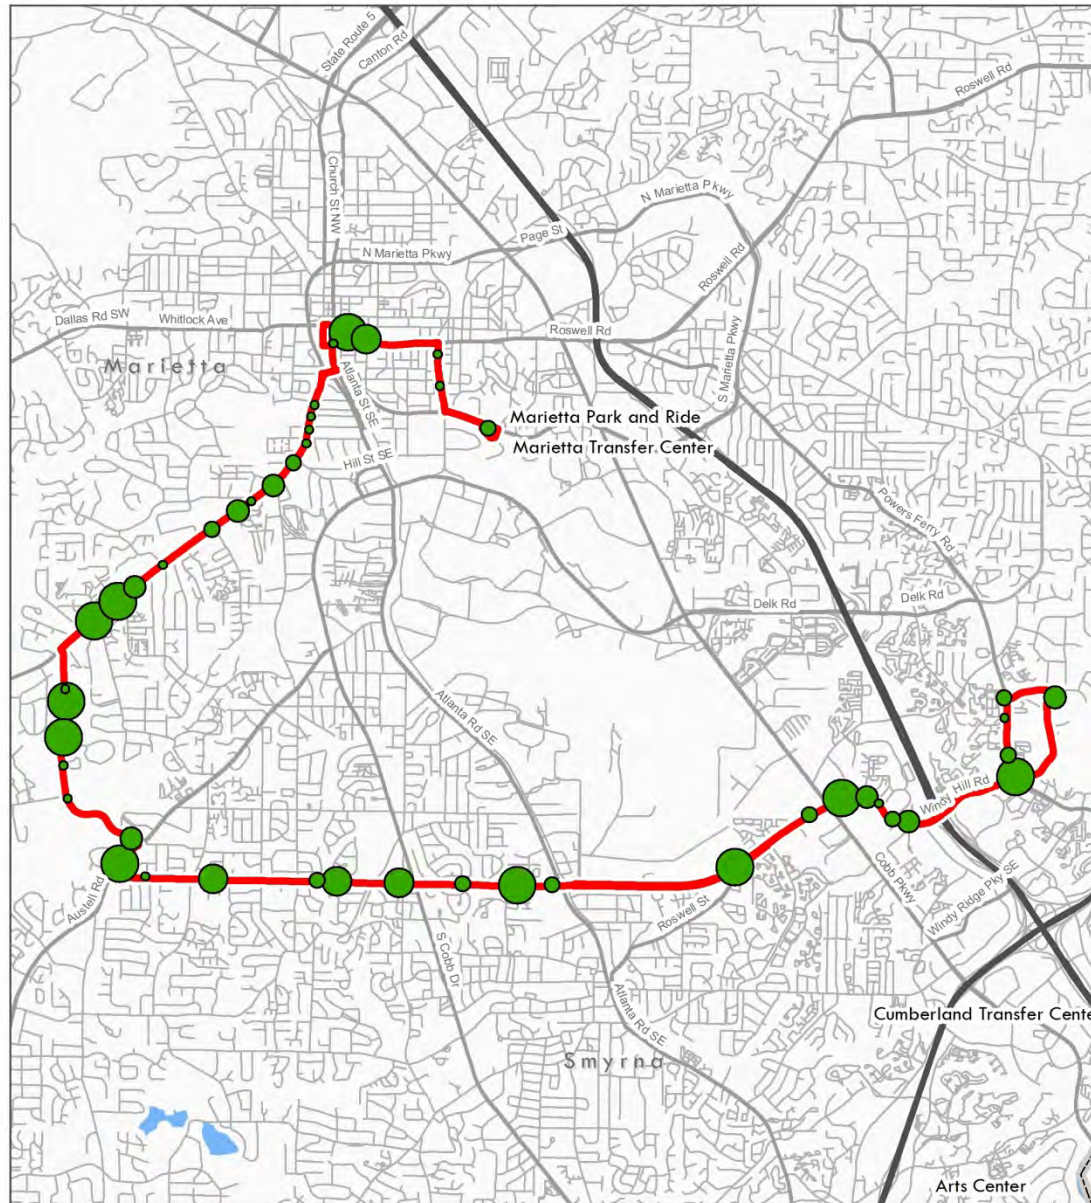 State Route 5
Canton Rd
Roswell Rd
Church St NW
N Marietta Pkwy
Page St
N Marietta Pkwy
Roswell Rd
Dallas Rd SW
Whitlock Ave
Roswell Rd
Marietta
S Marietta Pkwy
Atlanta St SE
Marietta Park and Ride
Marietta Transfer Center
Hill St SE
Powers Ferry Rd
Delk Rd
Delk Rd
Atlanta Rd SE
Windy Hill Rd
Cobb Pkwy
Austell Rd
Roswell St
Windy Ridge Pky SE
S Cobb Dr
Cumberland Transfer Cente
Atlanta Rd SE
Smyrna
Arts Center